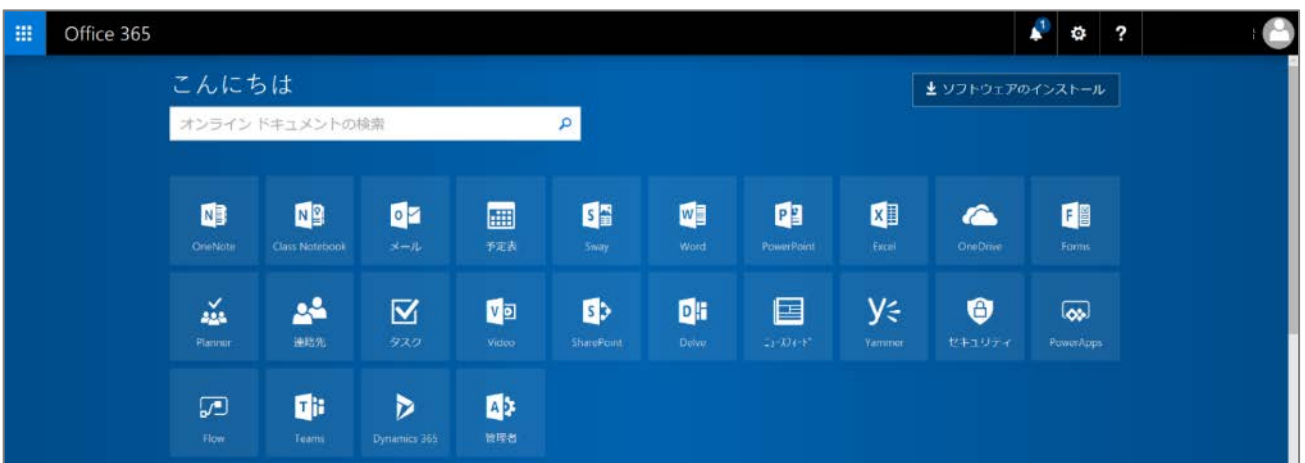 Office 365
1
?
こんにちは
ソフトウェアのインストール
オンライン ドキュメントの検索
OneNote
Class Notebook
メール
予定表
Sway
Word
PowerPoint
Excel
OneDrive
Forms
Planner
連絡先
タスク
Video
SharePoint
Delve
ニュースフィード
Yammer
セキュリティ
PowerApps
Flow
Teams
Dynamics 365
管理者